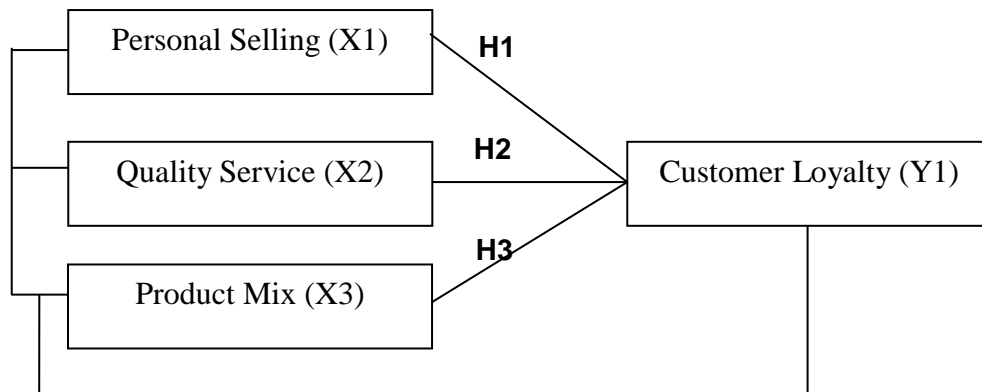 Personal Selling (X1)
H1
Quality Service (X2)
H2
Customer Loyalty (Y1)
H3
Product Mix (X3)